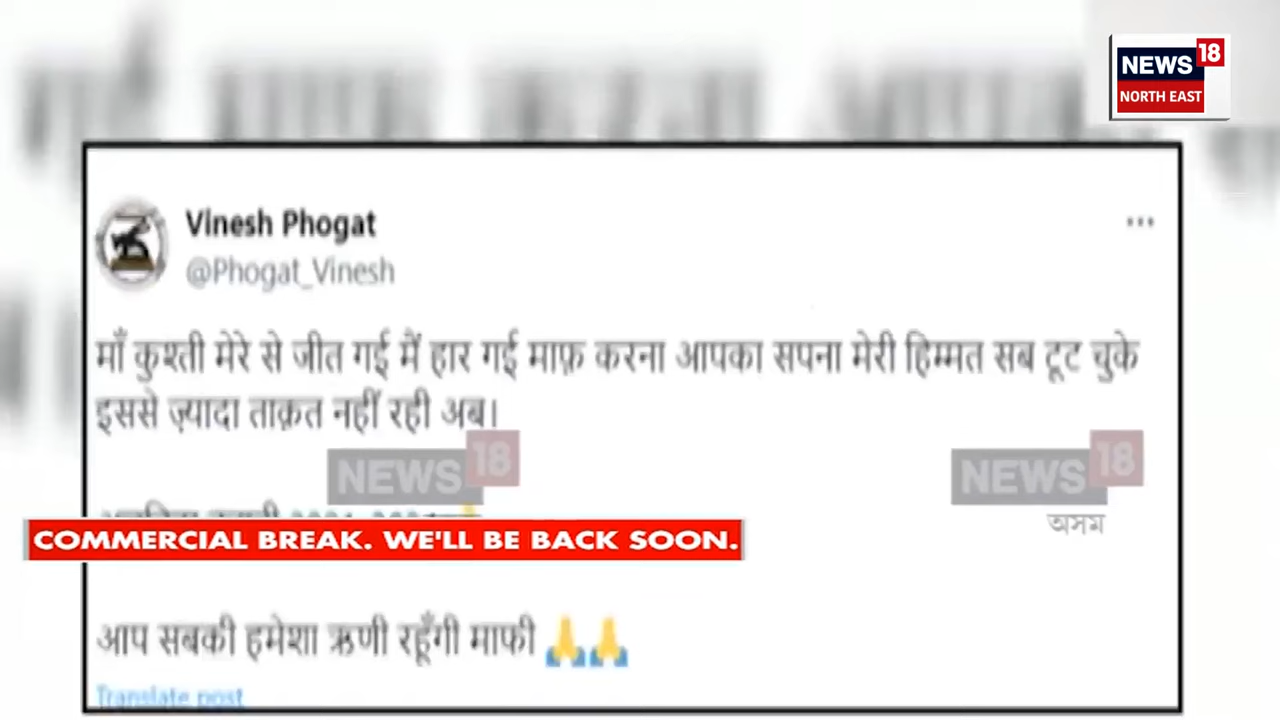 NEWS 18
NORTH EAST
Vinesh Phogat
@Phogat_Vinesh
माँ कुश्ती मेरे से जीत गई मैं हार गई माफ़ करना आपका सपना मेरी हिम्मत सब टूट चुके
इससे ज़्यादा ताक़त नहीं रही अब।
NEWS 18
NEWS 18
অসম
COMMERCIAL BREAK. WE'LL BE BACK SOON.
आप सबकी हमेशा ऋणी रहूँगी माफी 🙏🙏
Translate post